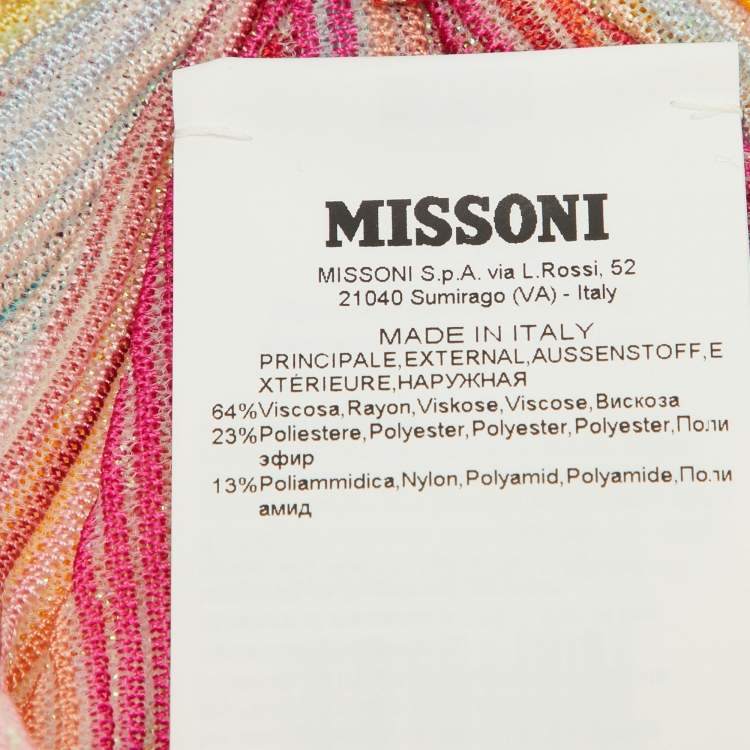 MISSONI
MISSONI S.p.A. via L.Rossi, 52
21040 Sumirago (VA) - Italy
MADE IN ITALY
PRINCIPALE,EXTERNAL,AUSSENSTOFF,E
XTÉRIEURE,НАРУЖНАЯ
64%Viscosa,Rayon,Viskose,Viscose,Вискоза
23%Poliestere,Polyester,Polyester,Polyester,Поли
эфир
13%Poliammidica,Nylon,Polyamid,Polyamide,Поли
амид